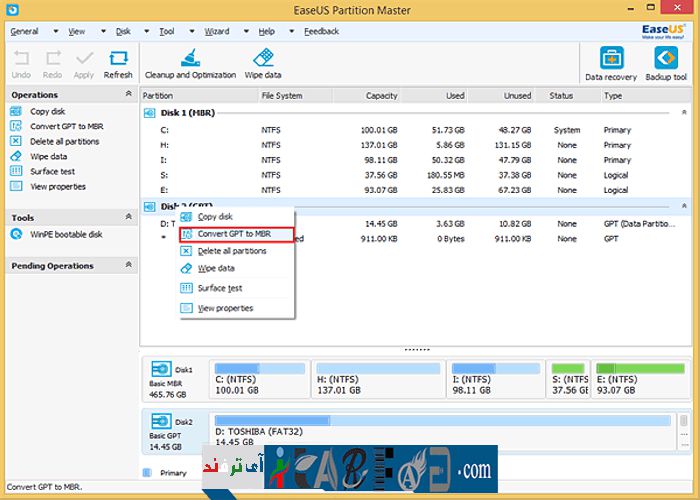 EaseUS Partition Master
General View Disk Tool Wizard Help Feedback
EaseUS
Make your life easy!
Undo Redo Apply Refresh Cleanup and Optimization Wipe data Data recovery Backup tool
Operations
Copy disk
Convert GPT to MBR
Delete all partitions
Wipe data
Surface test
View properties
Tools
WinPE bootable disk
Pending Operations
Partition File System Capacity Used Unused Status Type
Disk 1 (MBR)
C: NTFS 100.01 GB 51.73 GB 48.27 GB System Primary
H: NTFS 137.01 GB 5.86 GB 131.15 GB None Primary
I: NTFS 98.11 GB 50.32 GB 47.79 GB None Primary
S: NTFS 37.56 GB 180.55 MB 37.38 GB None Logical
E: NTFS 93.07 GB 25.83 GB 67.23 GB None Logical
Disk 2 (GPT)
D: T 14.45 GB 3.63 GB 10.82 GB None GPT (Data Partitio...
* ed 911.00 KB 0 Bytes 911.00 KB None GPT
Copy disk
Convert GPT to MBR
Delete all partitions
Wipe data
Surface test
View properties
Disk1
Basic MBR
465.76 GB
C: (NTFS)
100.01 GB
H: (NTFS)
137.01 GB
I: (NTFS)
98.11 GB
S: (NTFS)
37.56 GB
E: (NTFS)
93.07 GB
Disk2
Basic GPT
14.45 GB
D: TOSHIBA (FAT32)
14.45 GB
Primary
آی ترفند
.com
Convert GPT to MBR.